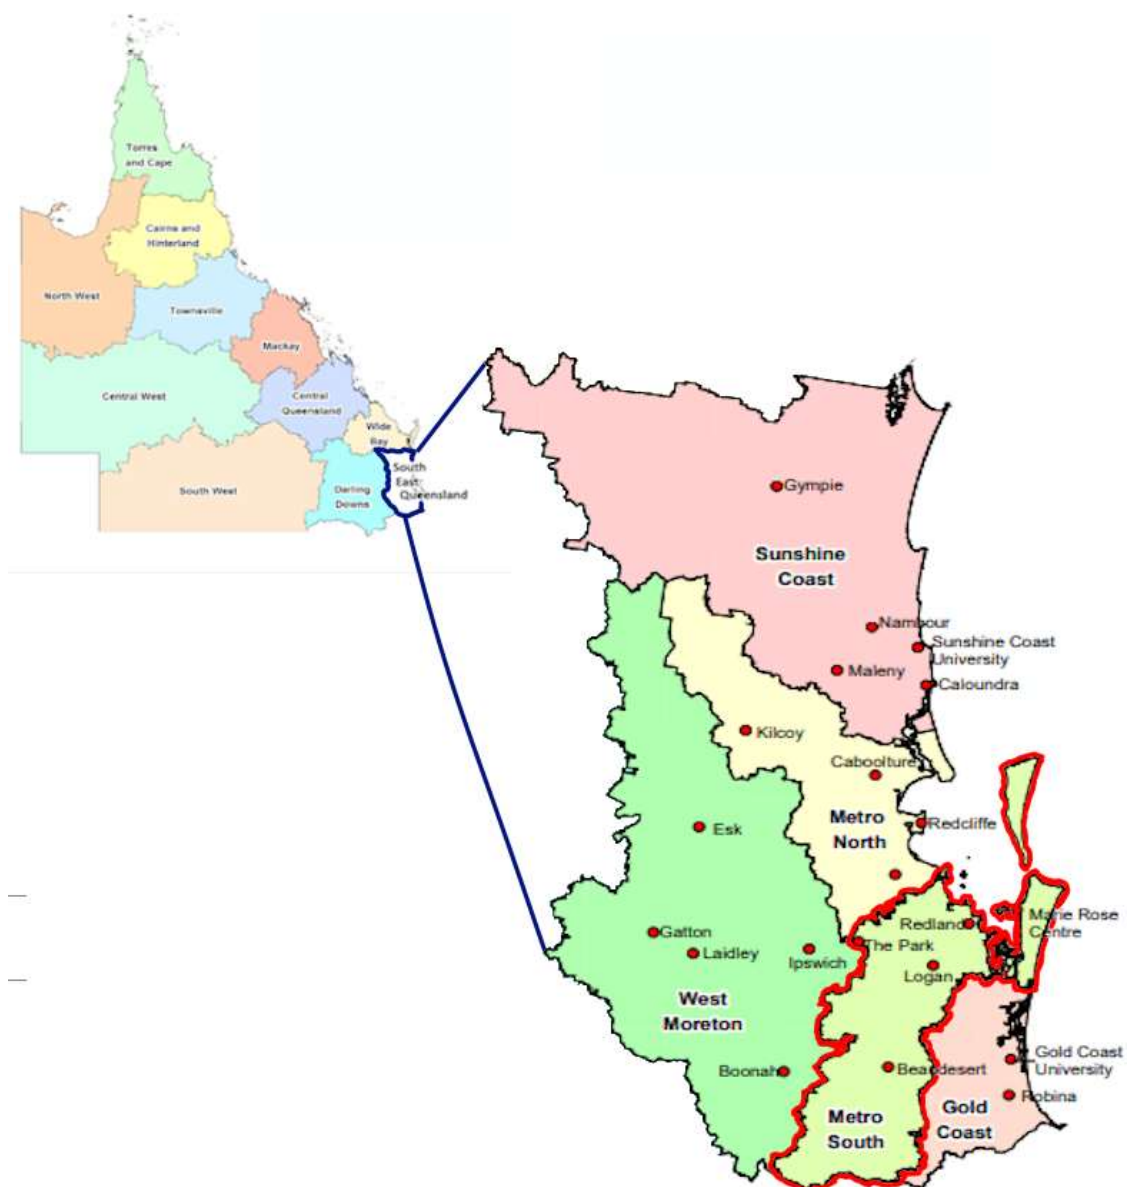 Torres
and Cape
Cairns and
Hinterland
North West
Townsville
Mackay
Central West
Central
Queensland
Wide
Bay
South West
Darling
Downs
South
East
Queensland
Gympie
Sunshine
Coast
Nambour
Sunshine Coast
University
Maleny
Caloundra
Kilcoy
Caboolture
Metro
North
Redcliffe
Esk
Marie Rose
Centre
Redland
Gatton
The Park
Laidley
Ipswich
Logan
West
Moreton
Gold Coast
University
Boonah
Beaudesert
Robina
Metro
South
Gold
Coast